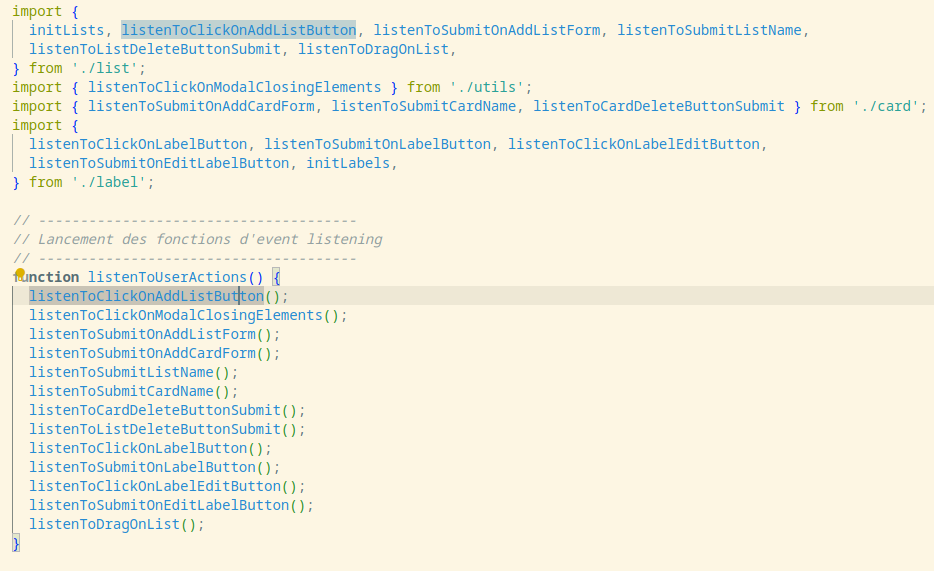 import {
  initLists, listenToClickOnAddListButton, listenToSubmitOnAddListForm, listenToSubmitListName,
  listenToListDeleteButtonSubmit, listenToDragOnList,
} from './list';
import { listenToClickOnModalClosingElements } from './utils';
import { listenToSubmitOnAddCardForm, listenToSubmitCardName, listenToCardDeleteButtonSubmit } from './card';
import {
  listenToClickOnLabelButton, listenToSubmitOnLabelButton, listenToClickOnLabelEditButton,
  listenToSubmitOnEditLabelButton, initLabels,
} from './label';

// --------------------------------------
// Lancement des fonctions d'event listening
// --------------------------------------
function listenToUserActions() {
  listenToClickOnAddListButton();
  listenToClickOnModalClosingElements();
  listenToSubmitOnAddListForm();
  listenToSubmitOnAddCardForm();
  listenToSubmitListName();
  listenToSubmitCardName();
  listenToCardDeleteButtonSubmit();
  listenToListDeleteButtonSubmit();
  listenToClickOnLabelButton();
  listenToSubmitOnLabelButton();
  listenToClickOnLabelEditButton();
  listenToSubmitOnEditLabelButton();
  listenToDragOnList();
}